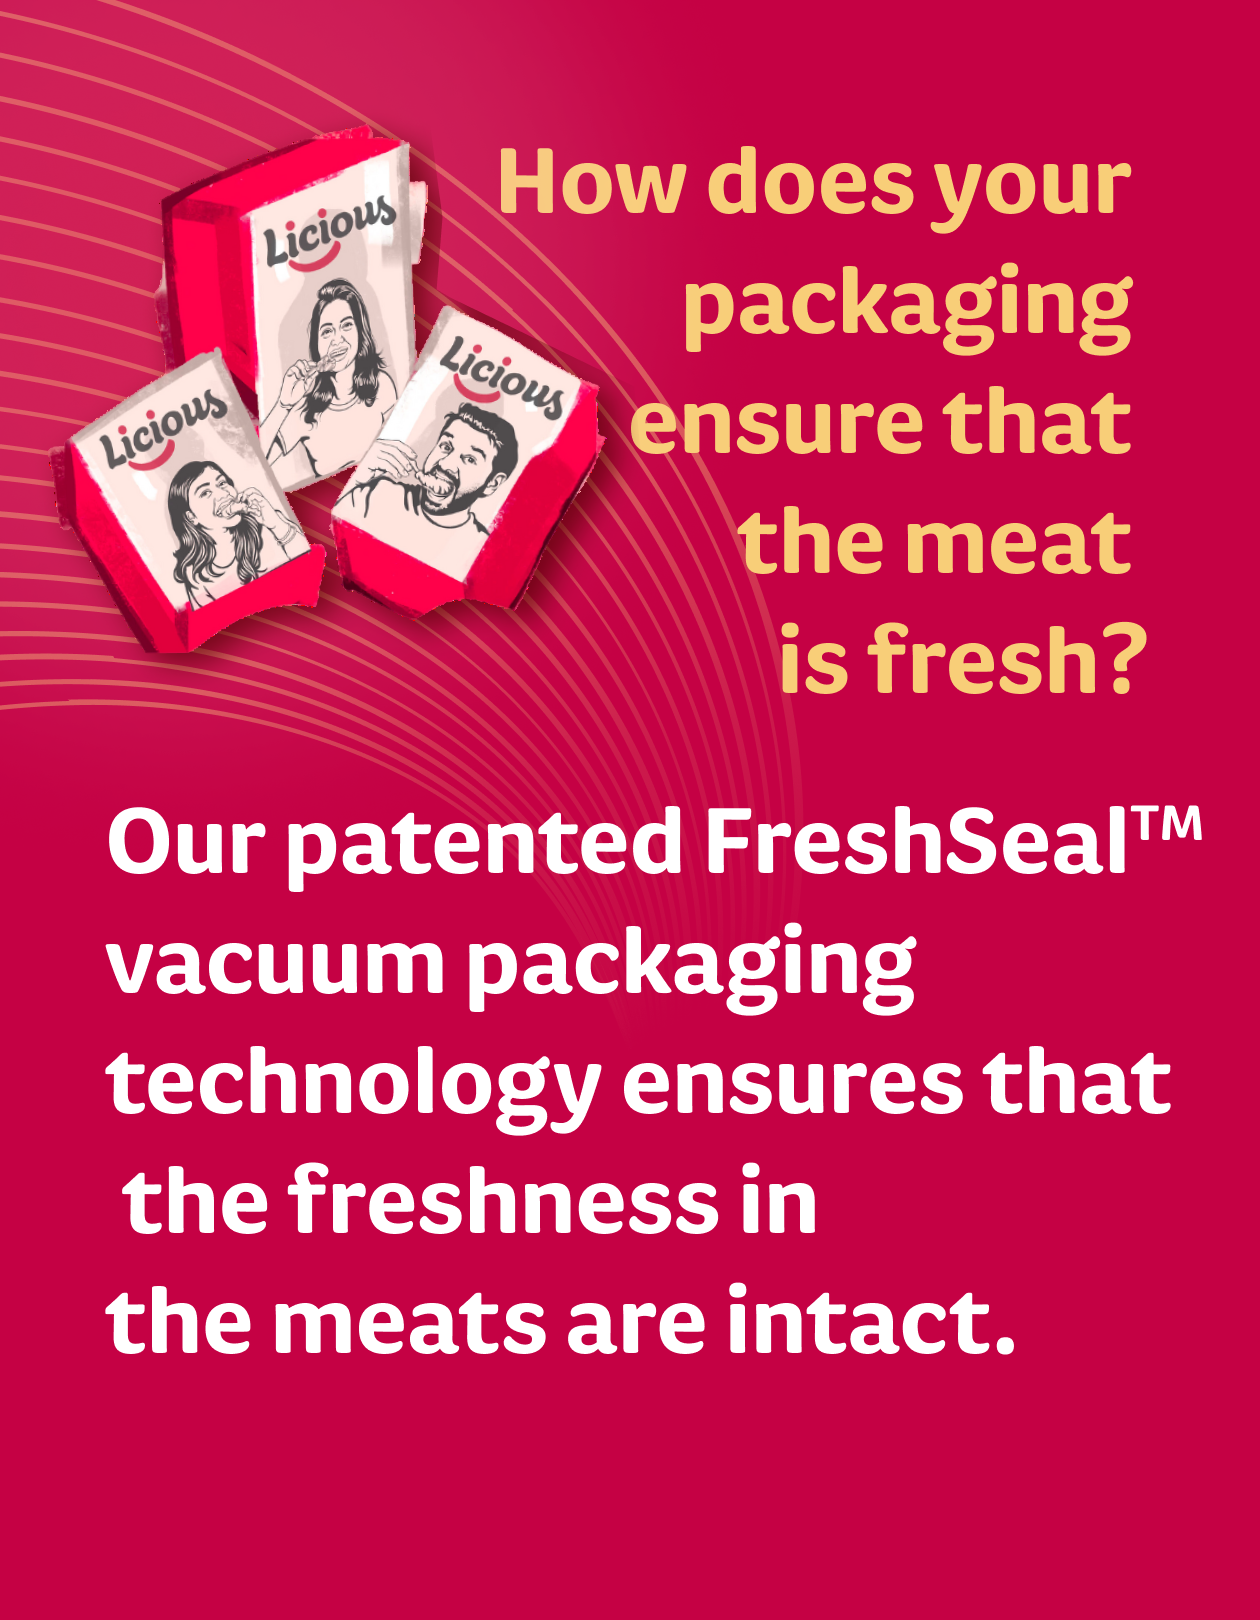 Licious
Licious
Licious
How does your
packaging
ensure that
the meat
is fresh?
Our patented FreshSeal™
vacuum packaging
technology ensures that
the freshness in
the meats are intact.